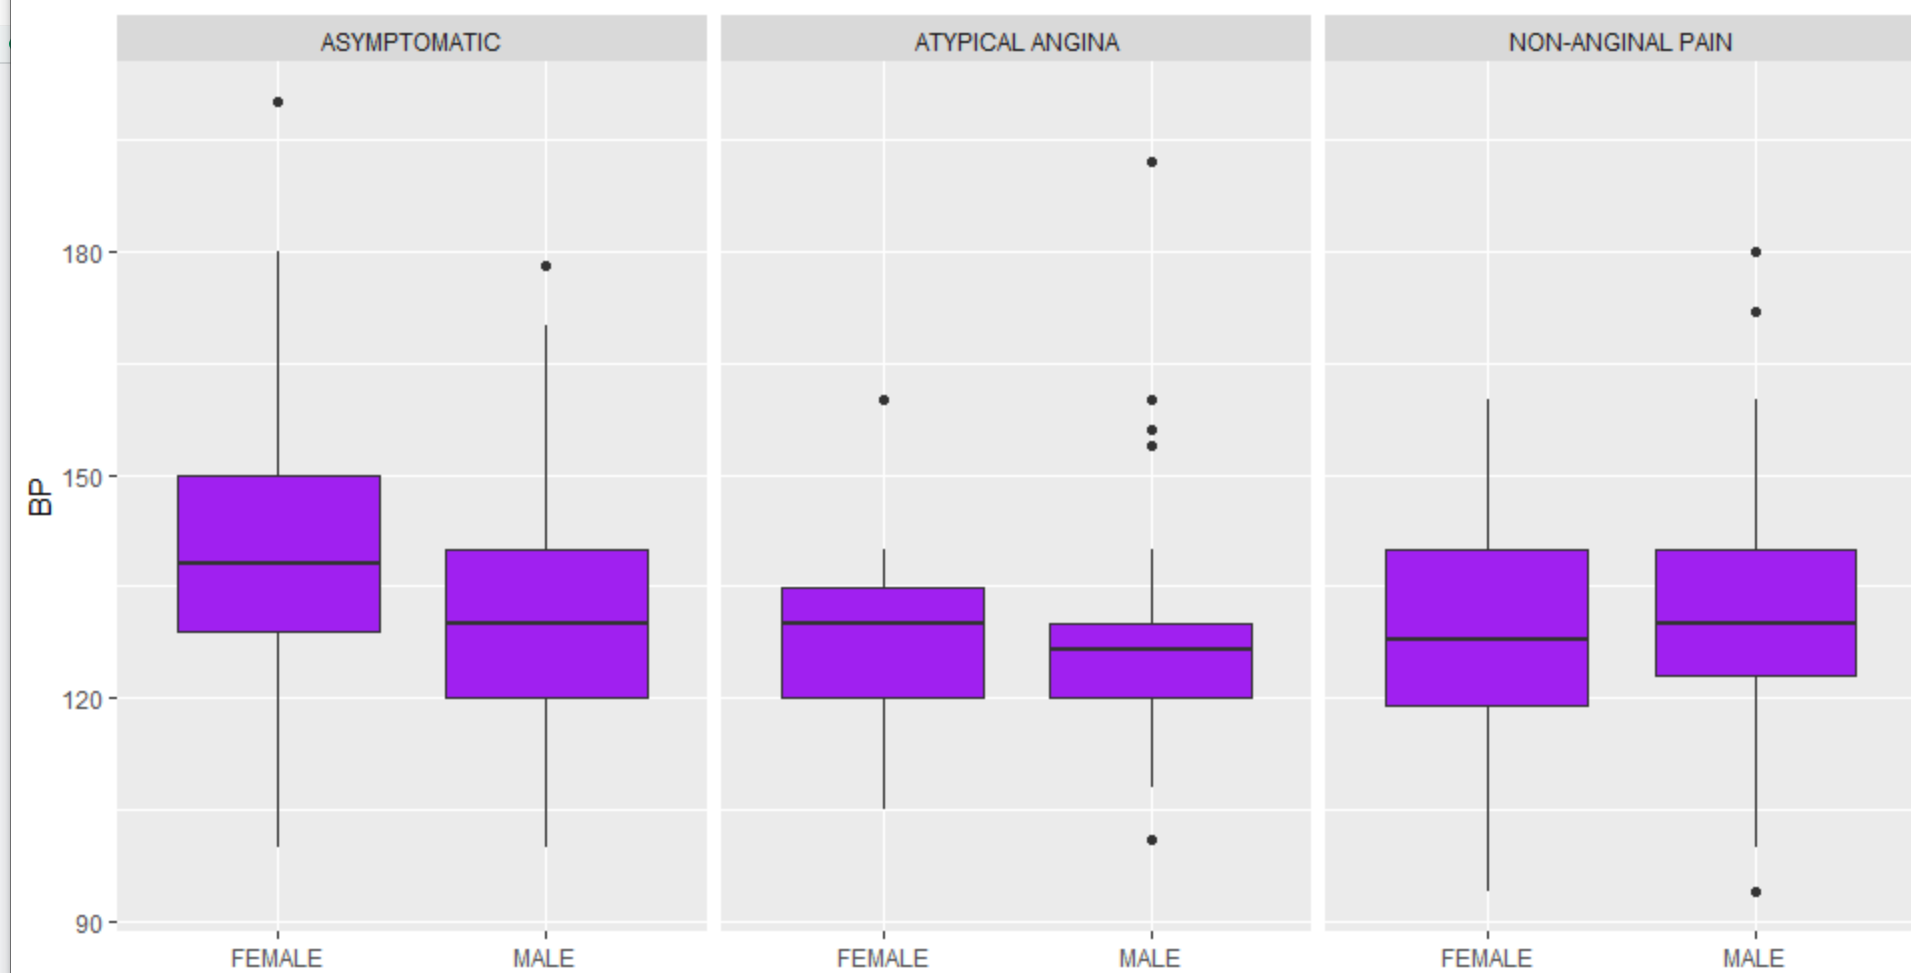 ASYMPTOMATIC
ATYPICAL ANGINA
NON-ANGINAL PAIN
BP
180
150
120
90
FEMALE
MALE
FEMALE
MALE
FEMALE
MALE